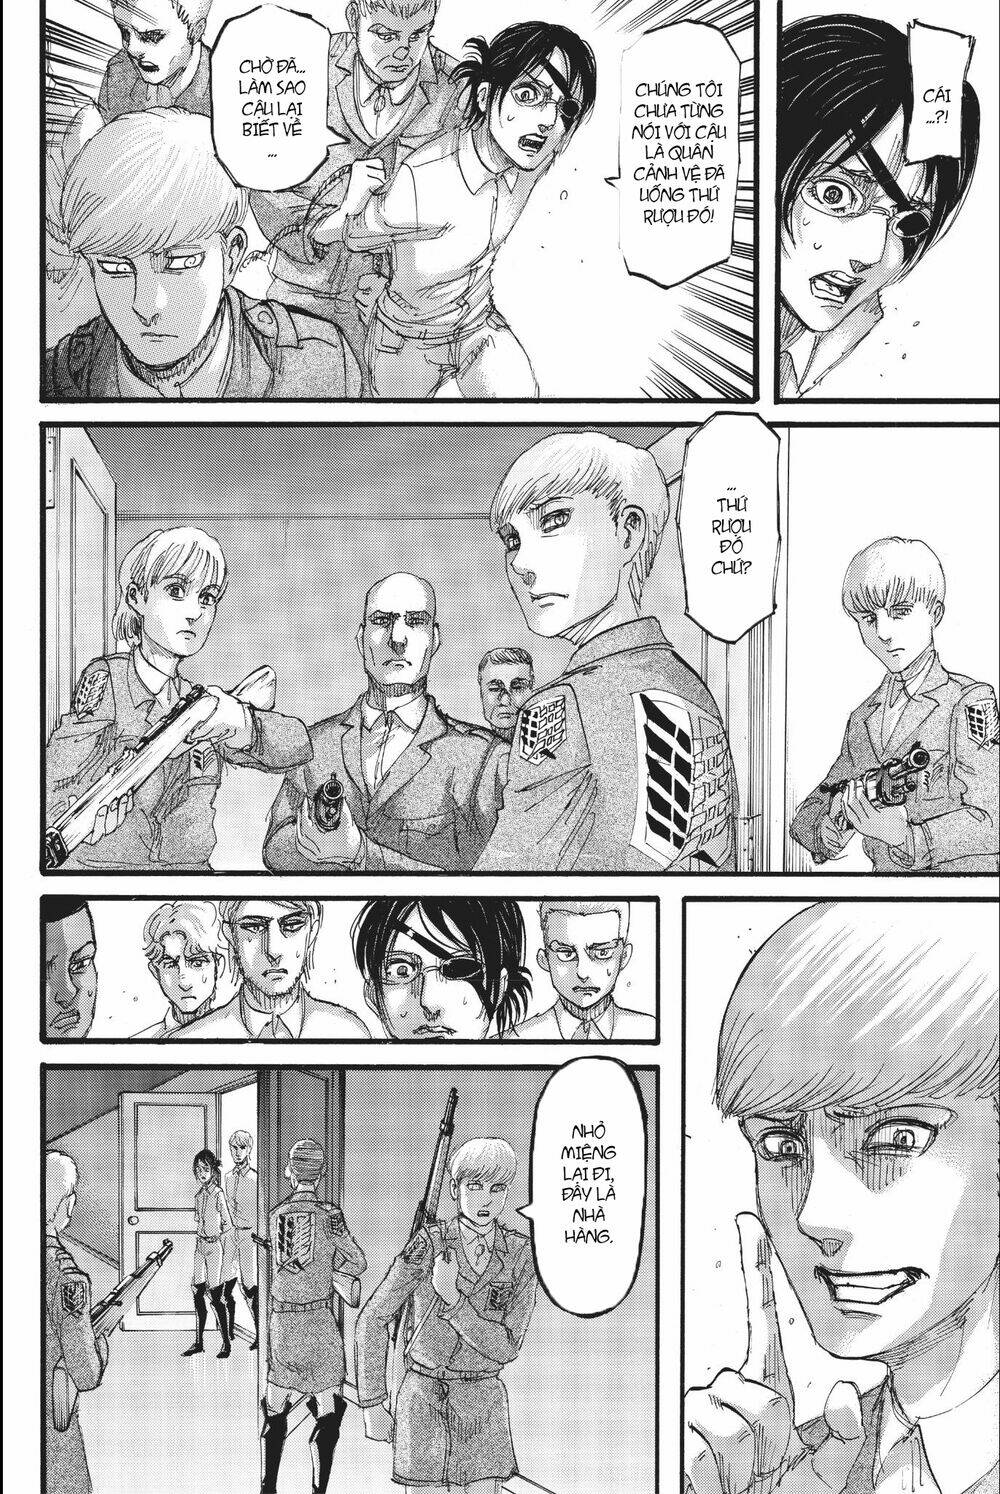 CÁI
...?!
CHÚNG TÔI
CHƯA TỪNG
NÓI VỚI CẬU
LÀ QUÂN
CẢNH VỆ ĐÃ
UỐNG THỨ
RƯỢU ĐÓ!
CHỜ ĐÃ...
LÀM SAO
CẬU LẠI
BIẾT VỀ
...
...
THỨ
RƯỢU
ĐÓ
CHỨ?
NHỎ
MIỆNG
LẠI ĐI,
ĐÂY LÀ
NHÀ
HÀNG.